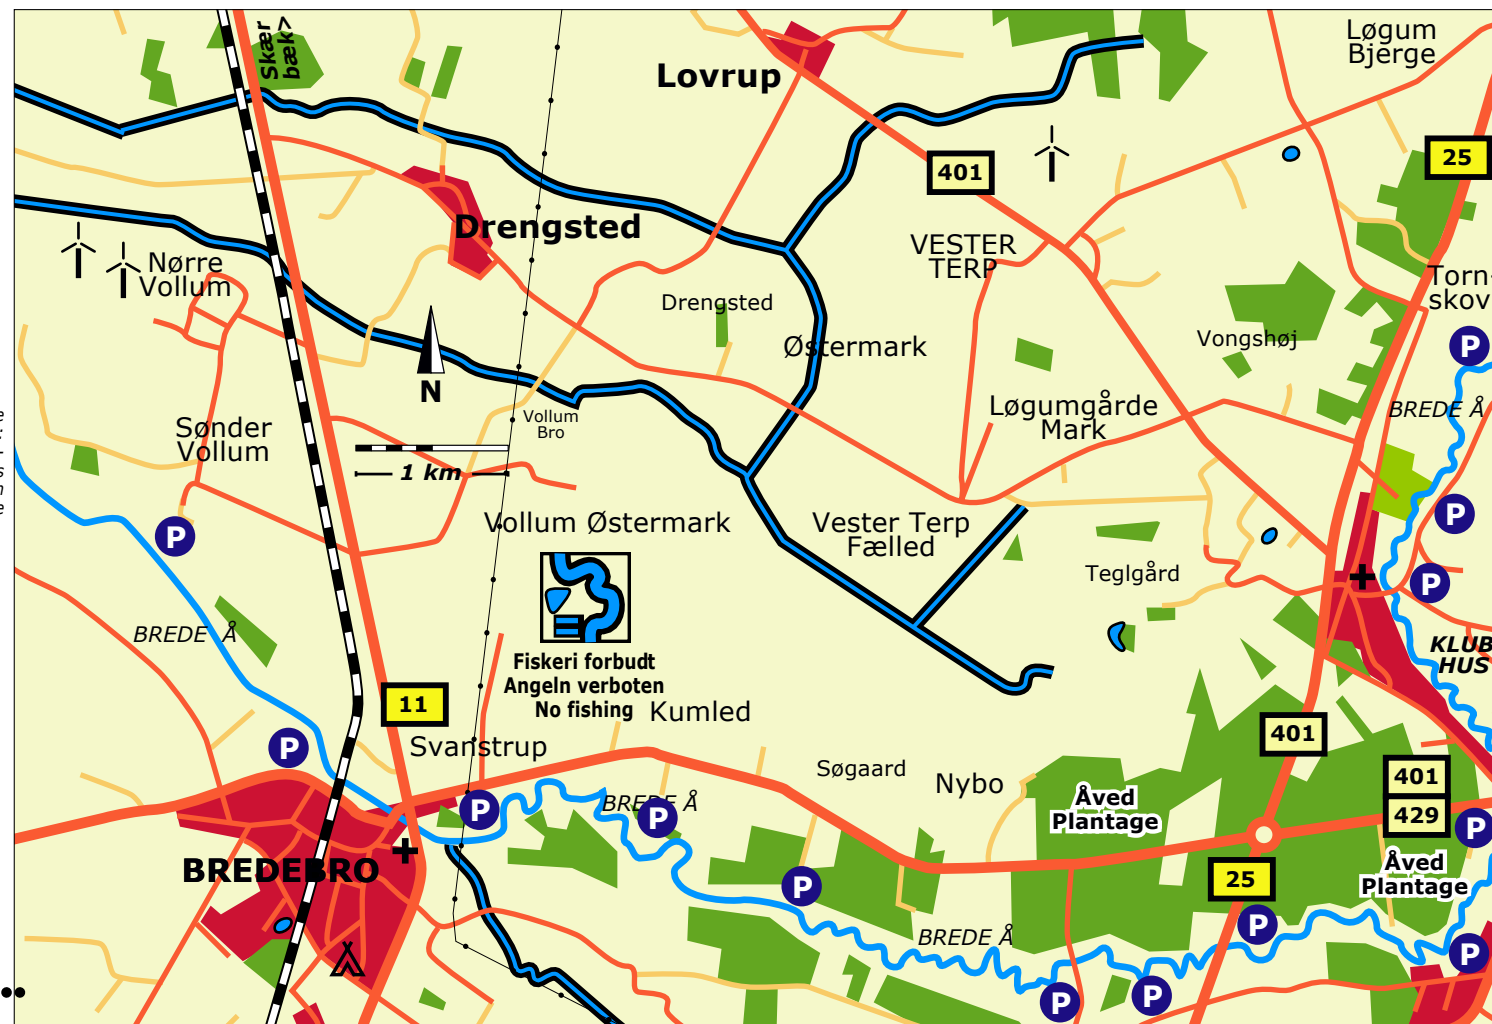 Skær
bæk>
Lovrup
Løgum
Bjerge
401
25
Drengsted
Nørre
Vollum
VESTER
TERP
Torn-
skov
Drengsted
Østermark
Vongshøj
P
N
Vollum
Bro
Sønder
Vollum
1 km
Løgumgårde
Mark
BREDE Å
P
Vollum Østermark
Vester Terp
Fælled
P
Teglgård
P
BREDE Å
Fiskeri forbudt
Angeln verboten
No fishing
KLUB
HUS
11
Kumled
Svanstrup
P
401
Søgaard
Nybo
401
429
Åved
Plantage
P
BREDE Å
P
P
BREDEBRO
25
Åved
Plantage
P
P
BREDE Å
P
P
P